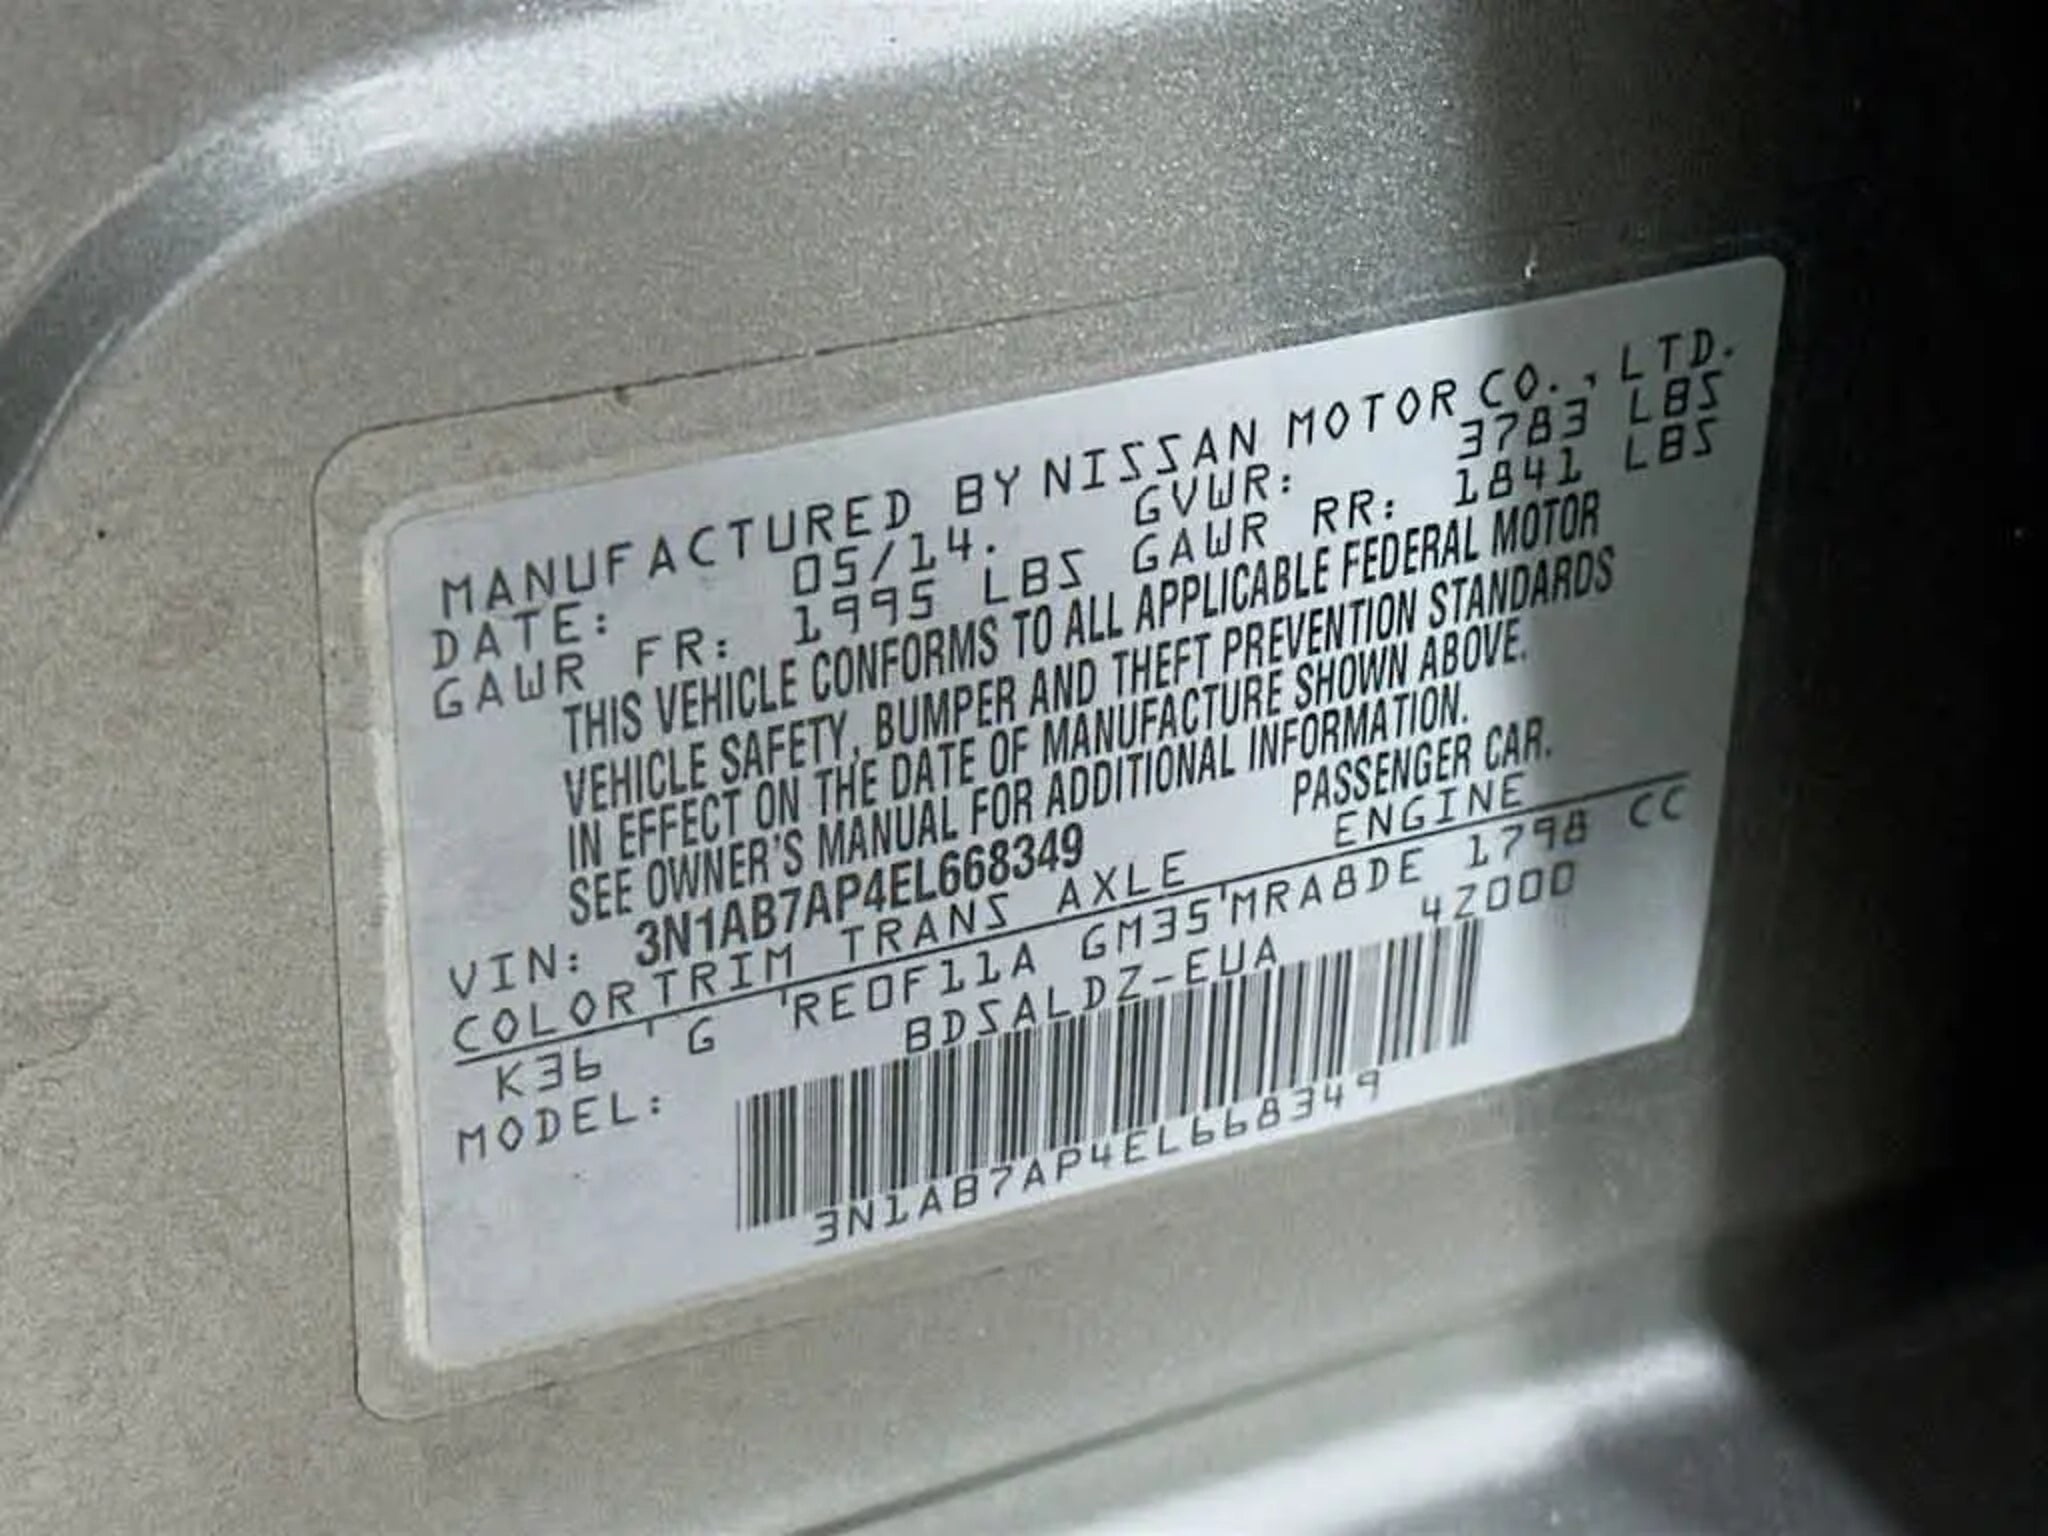 MANUFACTURED BY NISSAN MOTOR CO., LTD.
DATE: 05/14. GVWR: 3783 LBS
GAWR FR: 1995 LBS GAWR RR: 1841 LBS
THIS VEHICLE CONFORMS TO ALL APPLICABLE FEDERAL MOTOR
VEHICLE SAFETY, BUMPER AND THEFT PREVENTION STANDARDS
IN EFFECT ON THE DATE OF MANUFACTURE SHOWN ABOVE.
SEE OWNER'S MANUAL FOR ADDITIONAL INFORMATION.
VIN: 3N1AB7AP4EL668349 PASSENGER CAR.
COLOR TRIM TRANS AXLE ENGINE
K36 ' G 'RE0F11A GM35'MRA8DE 1798 CC
MODEL: BDSALDZ-EUA 4Z000
3N1AB7AP4EL668349